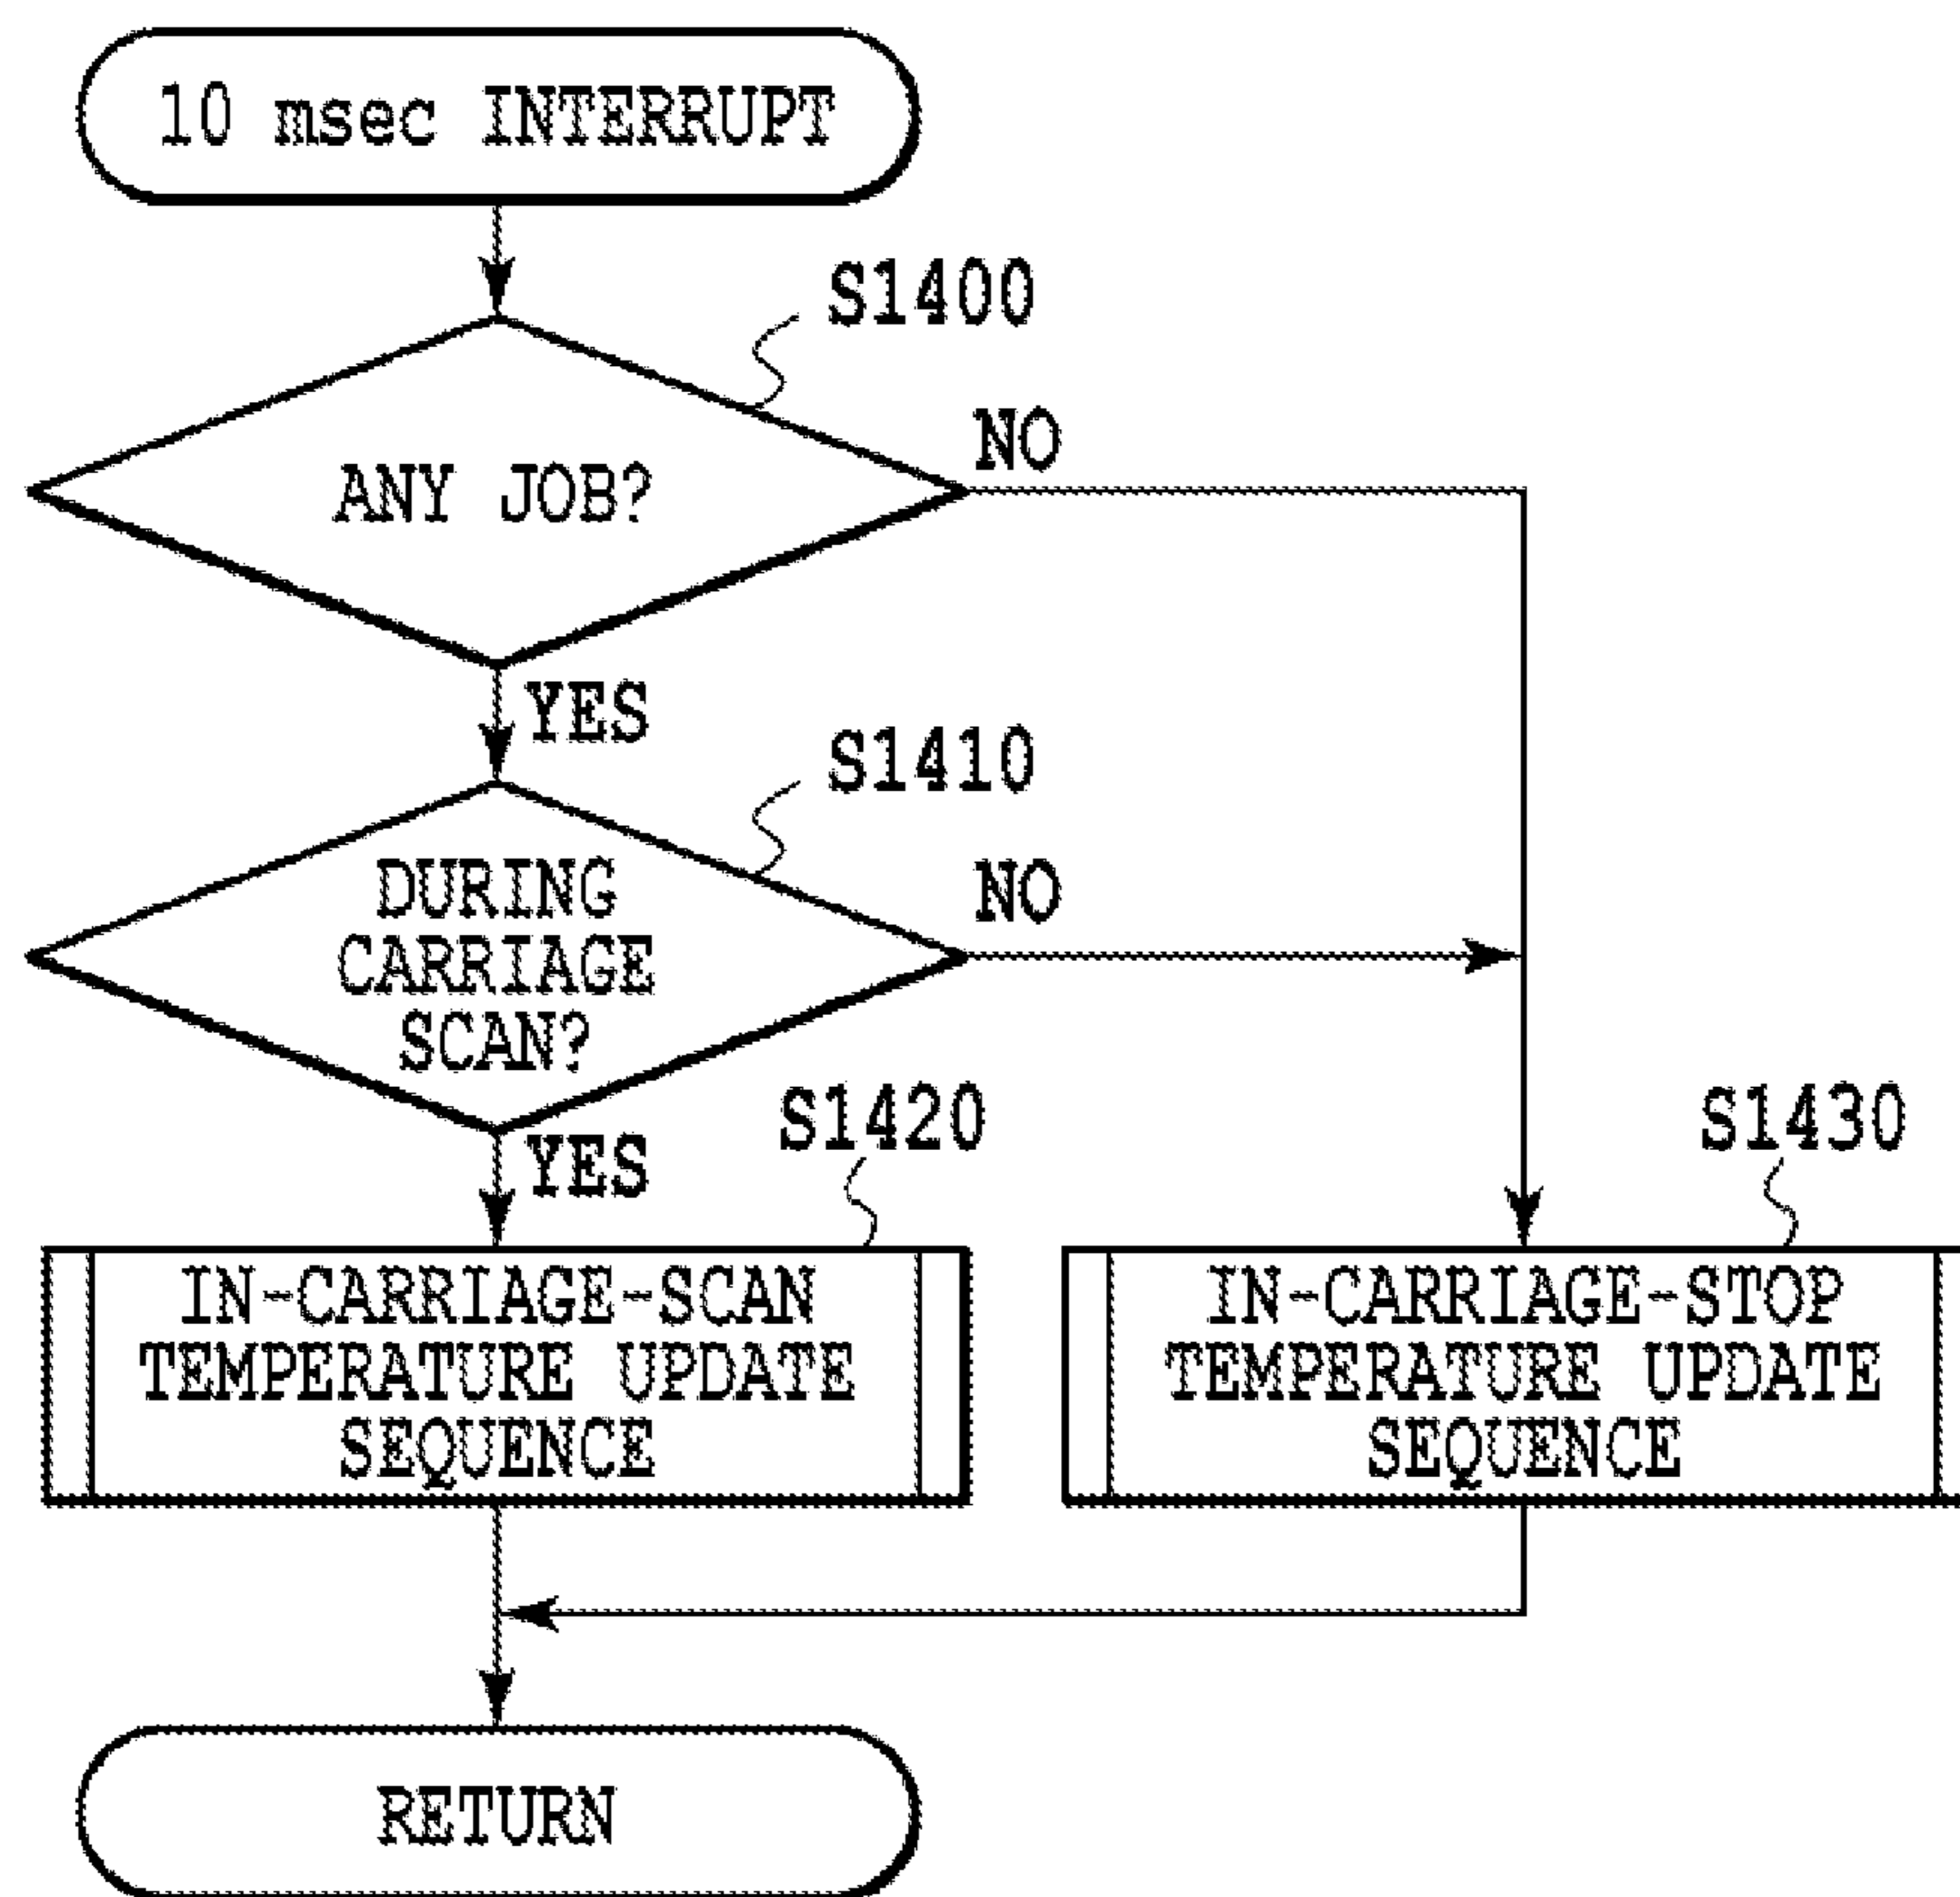 10 msec INTERRUPT
S1400
ANY JOB?
NO
YES
S1410
DURING
CARRIAGE
SCAN?
NO
YES
S1420
IN-CARRIAGE-SCAN
TEMPERATURE UPDATE
SEQUENCE
S1430
IN-CARRIAGE-STOP
TEMPERATURE UPDATE
SEQUENCE
RETURN